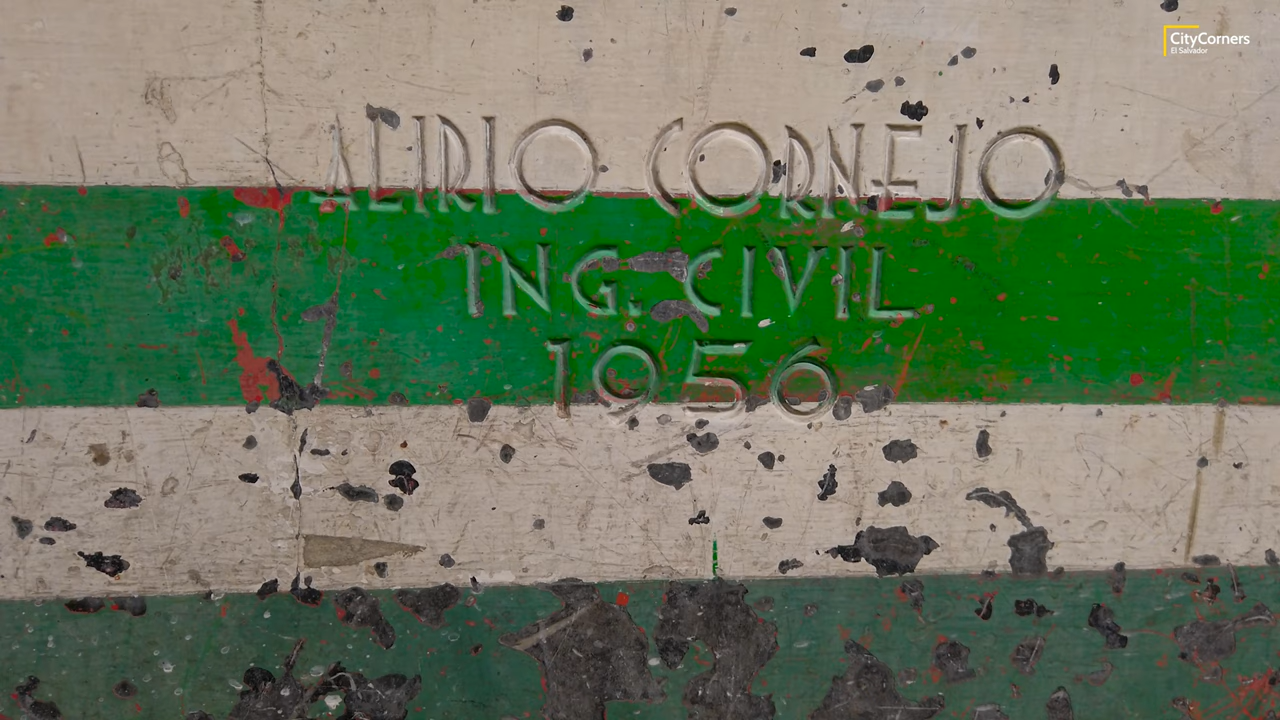 CityCorners
El Salvador
ALIRIO CORNEJO
ING. CIVIL
1956